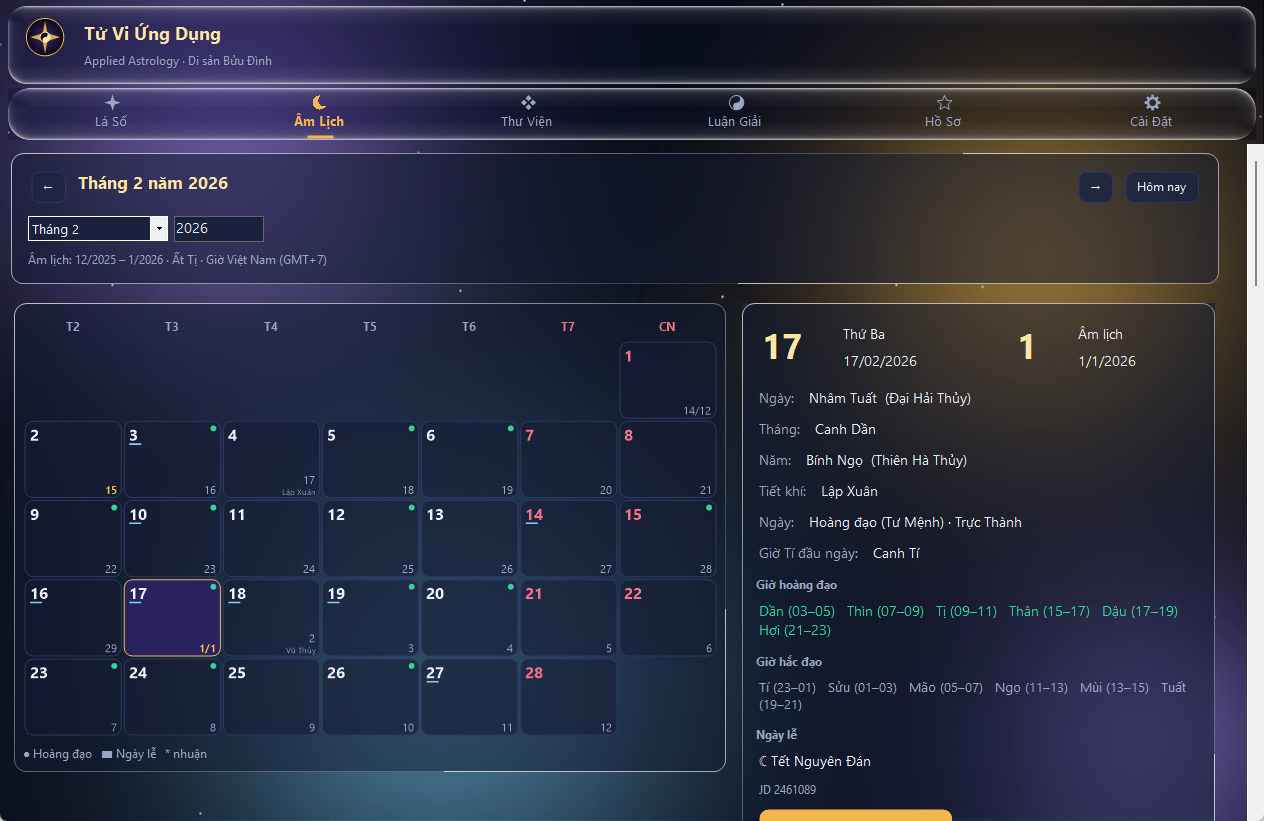 Tử Vi Ứng Dụng
Applied Astrology · Di sản Bửu Đình
Lá Số
Âm Lịch
Thư Viện
Luận Giải
Hồ Sơ
Cài Đặt
← Tháng 2 năm 2026 → Hôm nay
Tháng 2 2026
Âm lịch: 12/2025 – 1/2026 · Ất Tị · Giờ Việt Nam (GMT+7)
T2 T3 T4 T5 T6 T7 CN
1
14/12
2 3 4 5 6 7 8
15 16 17 18 19 20 21
Lập Xuân
9 10 11 12 13 14 15
22 23 24 25 26 27 28
16 17 18 19 20 21 22
29 1/1 2 3 4 5 6
Vũ Thủy
23 24 25 26 27 28
7 8 9 10 11 12
Hoàng đạo Ngày lễ * nhuận
17 Thứ Ba 1 Âm lịch
17/02/2026 1/1/2026
Ngày: Nhâm Tuất (Đại Hải Thủy)
Tháng: Canh Dần
Năm: Bính Ngọ (Thiên Hà Thủy)
Tiết khí: Lập Xuân
Ngày: Hoàng đạo (Tư Mệnh) · Trực Thành
Giờ Tí đầu ngày: Canh Tí
Giờ hoàng đạo
Dần (03–05) Thìn (07–09) Tị (09–11) Thân (15–17) Dậu (17–19)
Hợi (21–23)
Giờ hắc đạo
Tí (23–01) Sửu (01–03) Mão (05–07) Ngọ (11–13) Mùi (13–15) Tuất
(19–21)
Ngày lễ
☾ Tết Nguyên Đán
JD 2461089